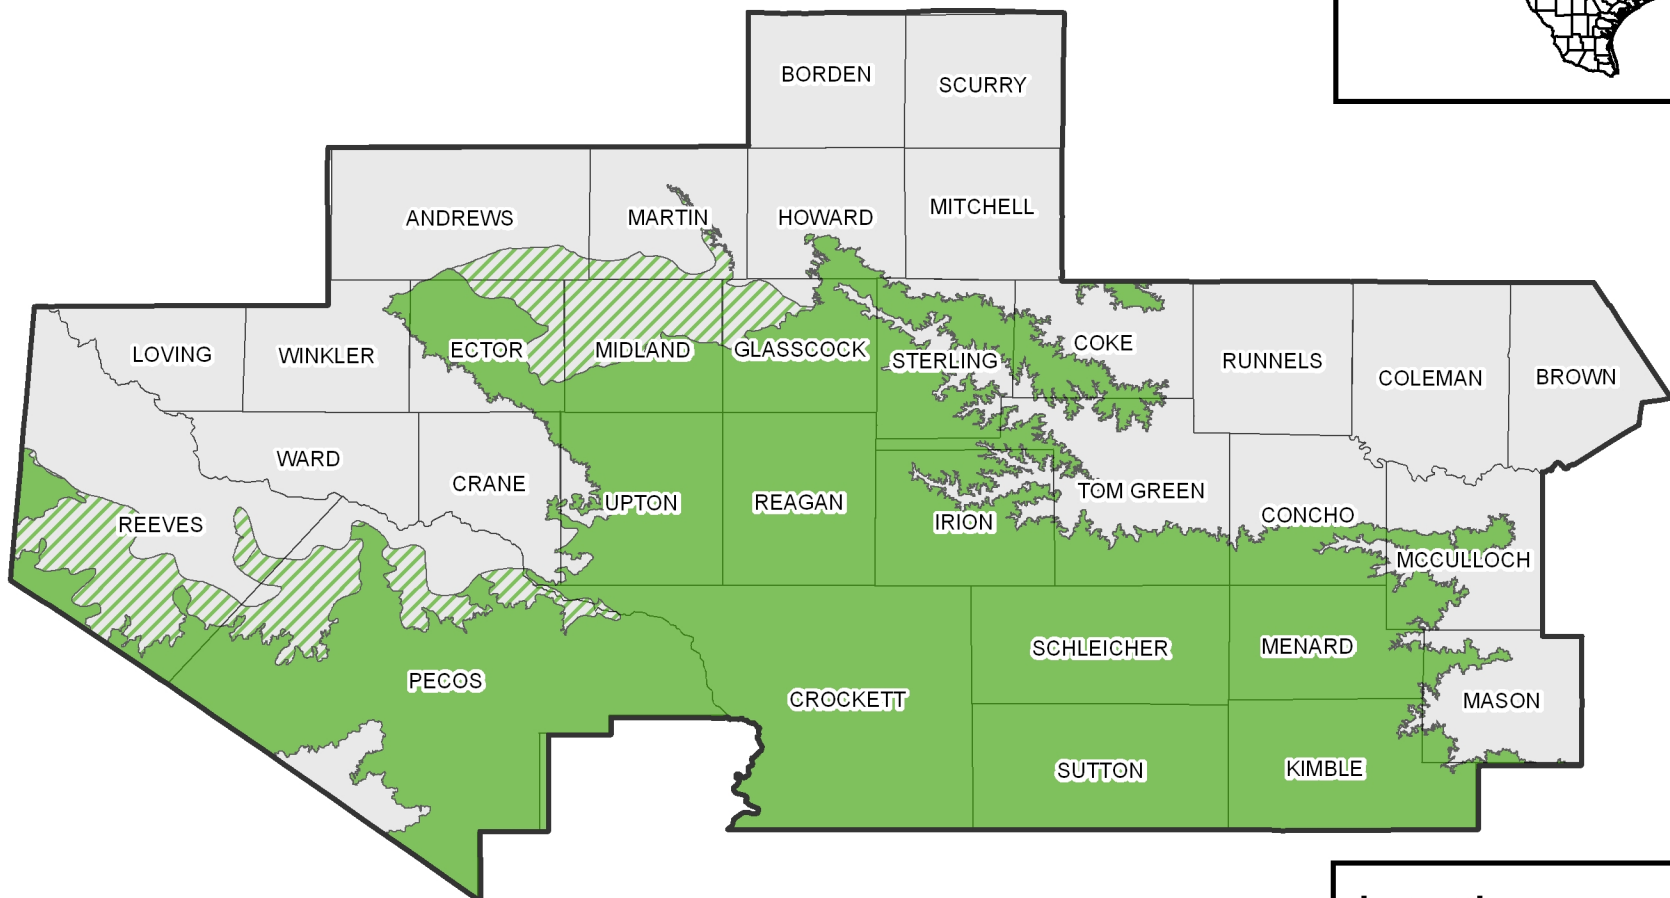 BORDEN
SCURRY
ANDREWS
MARTIN
HOWARD
MITCHELL
LOVING
WINKLER
ECTOR
MIDLAND
GLASSCOCK
STERLING
COKE
RUNNELS
COLEMAN
BROWN
WARD
CRANE
UPTON
REAGAN
IRION
TOM GREEN
CONCHO
REEVES
MCCULLOCH
PECOS
CROCKETT
SCHLEICHER
MENARD
MASON
SUTTON
KIMBLE